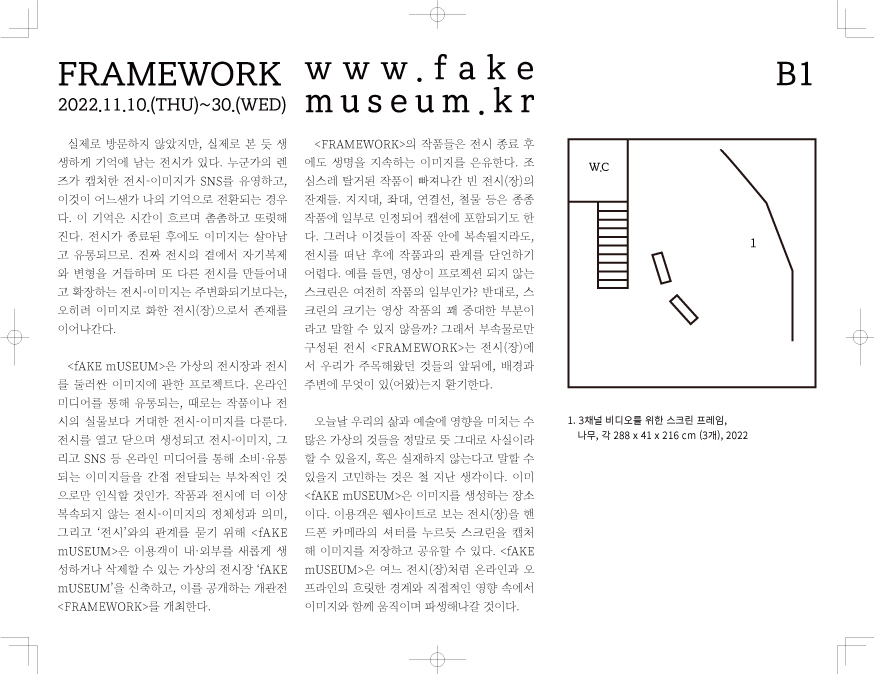 FRAMEWORK
2022.11.10.(THU)~30.(WED)
www.fake
museum.kr
B1
실제로 방문하지 않았지만, 실제로 본 듯 생
생하게 기억에 남는 전시가 있다. 누군가의 렌
즈가 캡처한 전시-이미지가 SNS를 유영하고,
이것이 어느샌가 나의 기억으로 전환되는 경우
다. 이 기억은 시간이 흐르며 촘촘하고 또렷해
진다. 전시가 종료된 후에도 이미지는 살아남
고 유통되므로. 진짜 전시의 곁에서 자기복제
와 변형을 거듭하며 또 다른 전시를 만들어내
고 확장하는 전시-이미지는 주변화되기보다는,
오히려 이미지로 화한 전시(장)으로서 존재를
이어나간다.
<fAKE mUSEUM>은 가상의 전시장과 전시
를 둘러싼 이미지에 관한 프로젝트다. 온라인
미디어를 통해 유통되는, 때로는 작품이나 전
시의 실물보다 거대한 전시-이미지를 다룬다.
전시를 열고 닫으며 생성되고 전시-이미지, 그
리고 SNS 등 온라인 미디어를 통해 소비·유통
되는 이미지들을 간접 전달되는 부차적인 것
으로만 인식할 것인가. 작품과 전시에 더 이상
복속되지 않는 전시-이미지의 정체성과 의미,
그리고 ‘전시’와의 관계를 묻기 위해 <fAKE
mUSEUM>은 이용객이 내·외부를 새롭게 생
성하거나 삭제할 수 있는 가상의 전시장 ‘fAKE
mUSEUM’을 신축하고, 이를 공개하는 개관전
<FRAMEWORK>를 개최한다.
<FRAMEWORK>의 작품들은 전시 종료 후
에도 생명을 지속하는 이미지를 은유한다. 조
심스레 탈거된 작품이 빠져나간 빈 전시(장)의
잔재들. 지지대, 좌대, 연결선, 철물 등은 종종
작품에 일부로 인정되어 캡션에 포함되기도 한
다. 그러나 이것들이 작품 안에 복속될지라도,
전시를 떠난 후에 작품과의 관계를 단언하기
어렵다. 예를 들면, 영상이 프로젝션 되지 않는
스크린은 여전히 작품의 일부인가? 반대로, 스
크린의 크기는 영상 작품의 꽤 중대한 부분이
라고 말할 수 있지 않을까? 그래서 부속물로만
구성된 전시 <FRAMEWORK>는 전시(장)에
서 우리가 주목해왔던 것들의 앞뒤에, 배경과
주변에 무엇이 있(어왔)는지 환기한다.
오늘날 우리의 삶과 예술에 영향을 미치는 수
많은 가상의 것들을 정말로 뜻 그대로 사실이라
할 수 있을지, 혹은 실재하지 않는다고 말할 수
있을지 고민하는 것은 철 지난 생각이다. 이미
<fAKE mUSEUM>은 이미지를 생성하는 장소
이다. 이용객은 웹사이트로 보는 전시(장)을 핸
드폰 카메라의 셔터를 누르듯 스크린을 캡처
해 이미지를 저장하고 공유할 수 있다. <fAKE
mUSEUM>은 여느 전시(장)처럼 온라인과 오
프라인의 흐릿한 경계와 직접적인 영향 속에서
이미지와 함께 움직이며 파생해나갈 것이다.
W.C
1
1. 3채널 비디오를 위한 스크린 프레임,
나무, 각 288 x 41 x 216 cm (3개), 2022